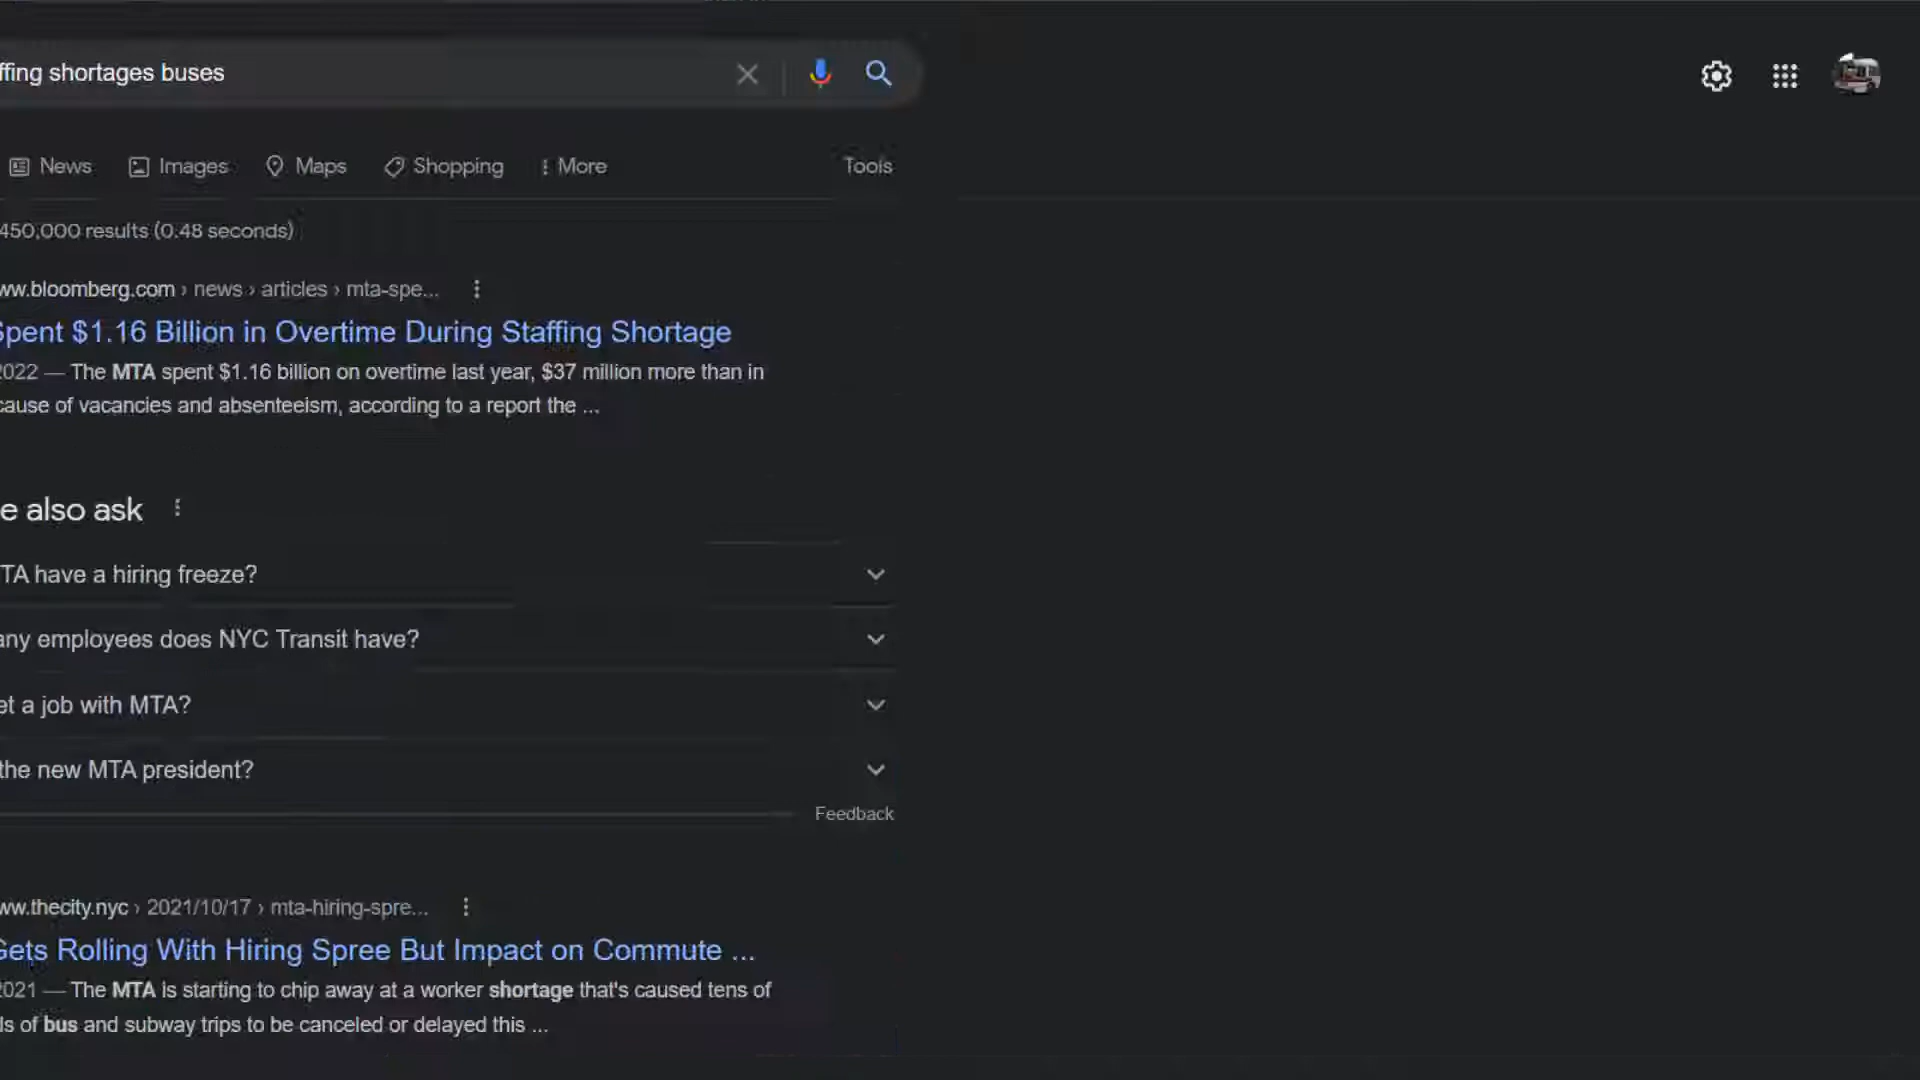 ffing shortages buses
News Images Maps Shopping More Tools
450,000 results (0.48 seconds)
ww.bloomberg.com › news › articles › mta-spe...
Spent $1.16 Billion in Overtime During Staffing Shortage
2022 — The MTA spent $1.16 billion on overtime last year, $37 million more than in
cause of vacancies and absenteeism, according to a report the ...
e also ask
TA have a hiring freeze?
any employees does NYC Transit have?
et a job with MTA?
the new MTA president?
Feedback
ww.thecity.nyc › 2021/10/17 › mta-hiring-spre...
Gets Rolling With Hiring Spree But Impact on Commute ...
2021 — The MTA is starting to chip away at a worker shortage that's caused tens of
ls of bus and subway trips to be canceled or delayed this ...